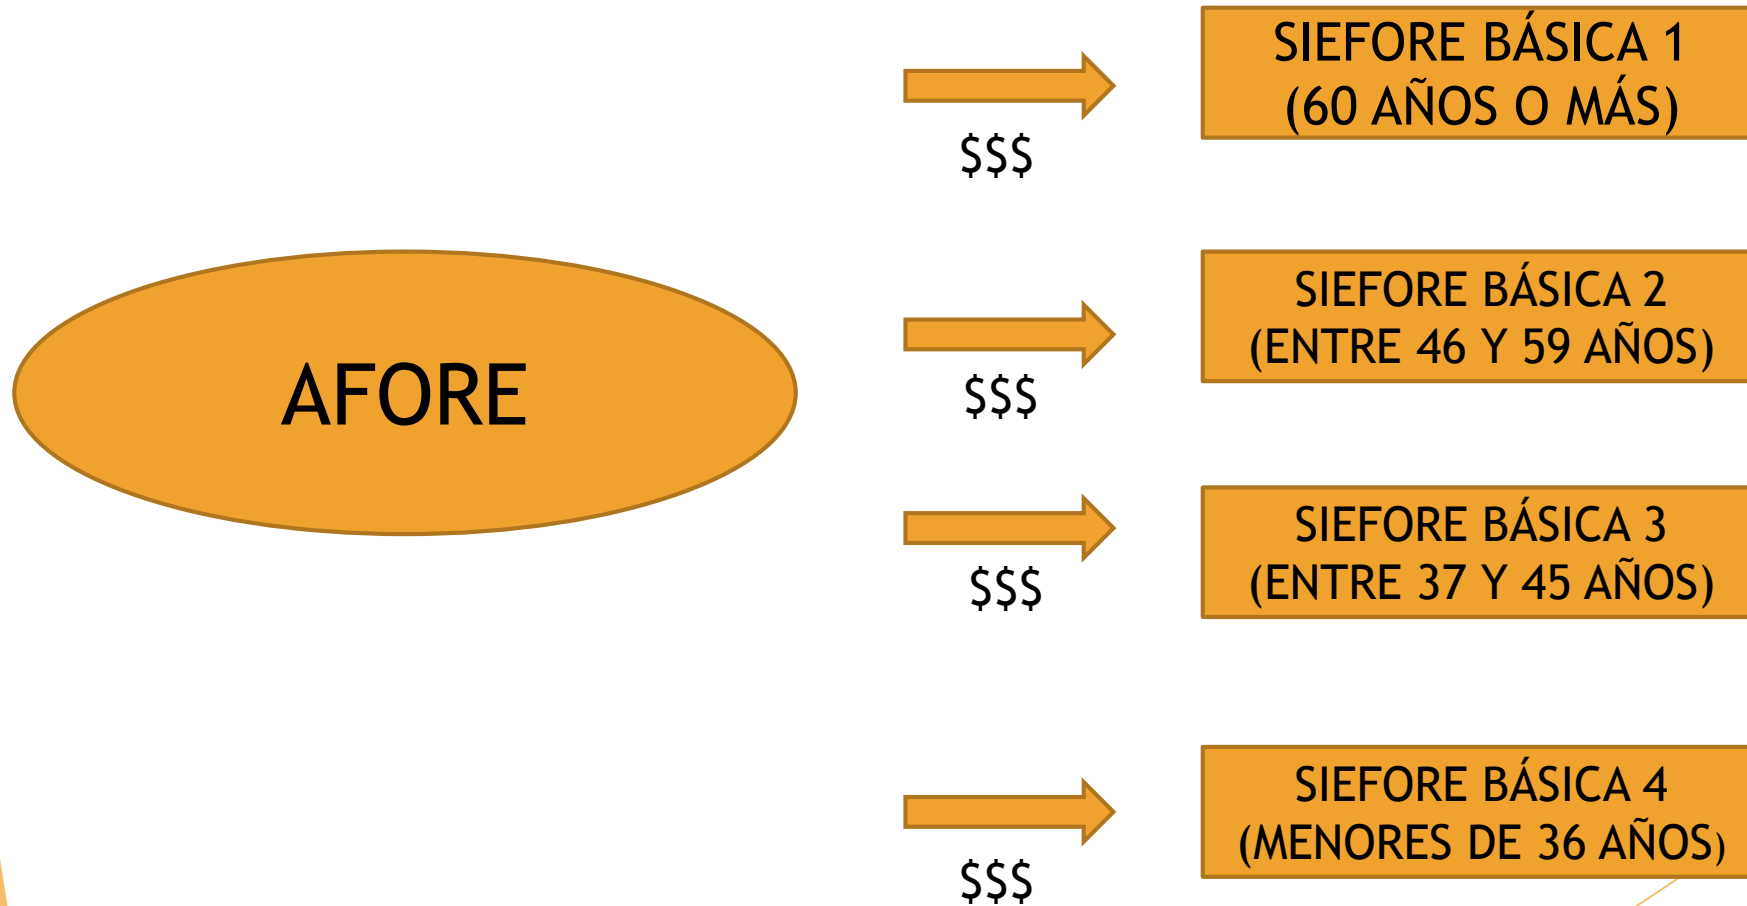 AFORE
$$$
SIEFORE BÁSICA 1
(60 AÑOS O MÁS)
$$$
SIEFORE BÁSICA 2
(ENTRE 46 Y 59 AÑOS)
$$$
SIEFORE BÁSICA 3
(ENTRE 37 Y 45 AÑOS)
$$$
SIEFORE BÁSICA 4
(MENORES DE 36 AÑOS)